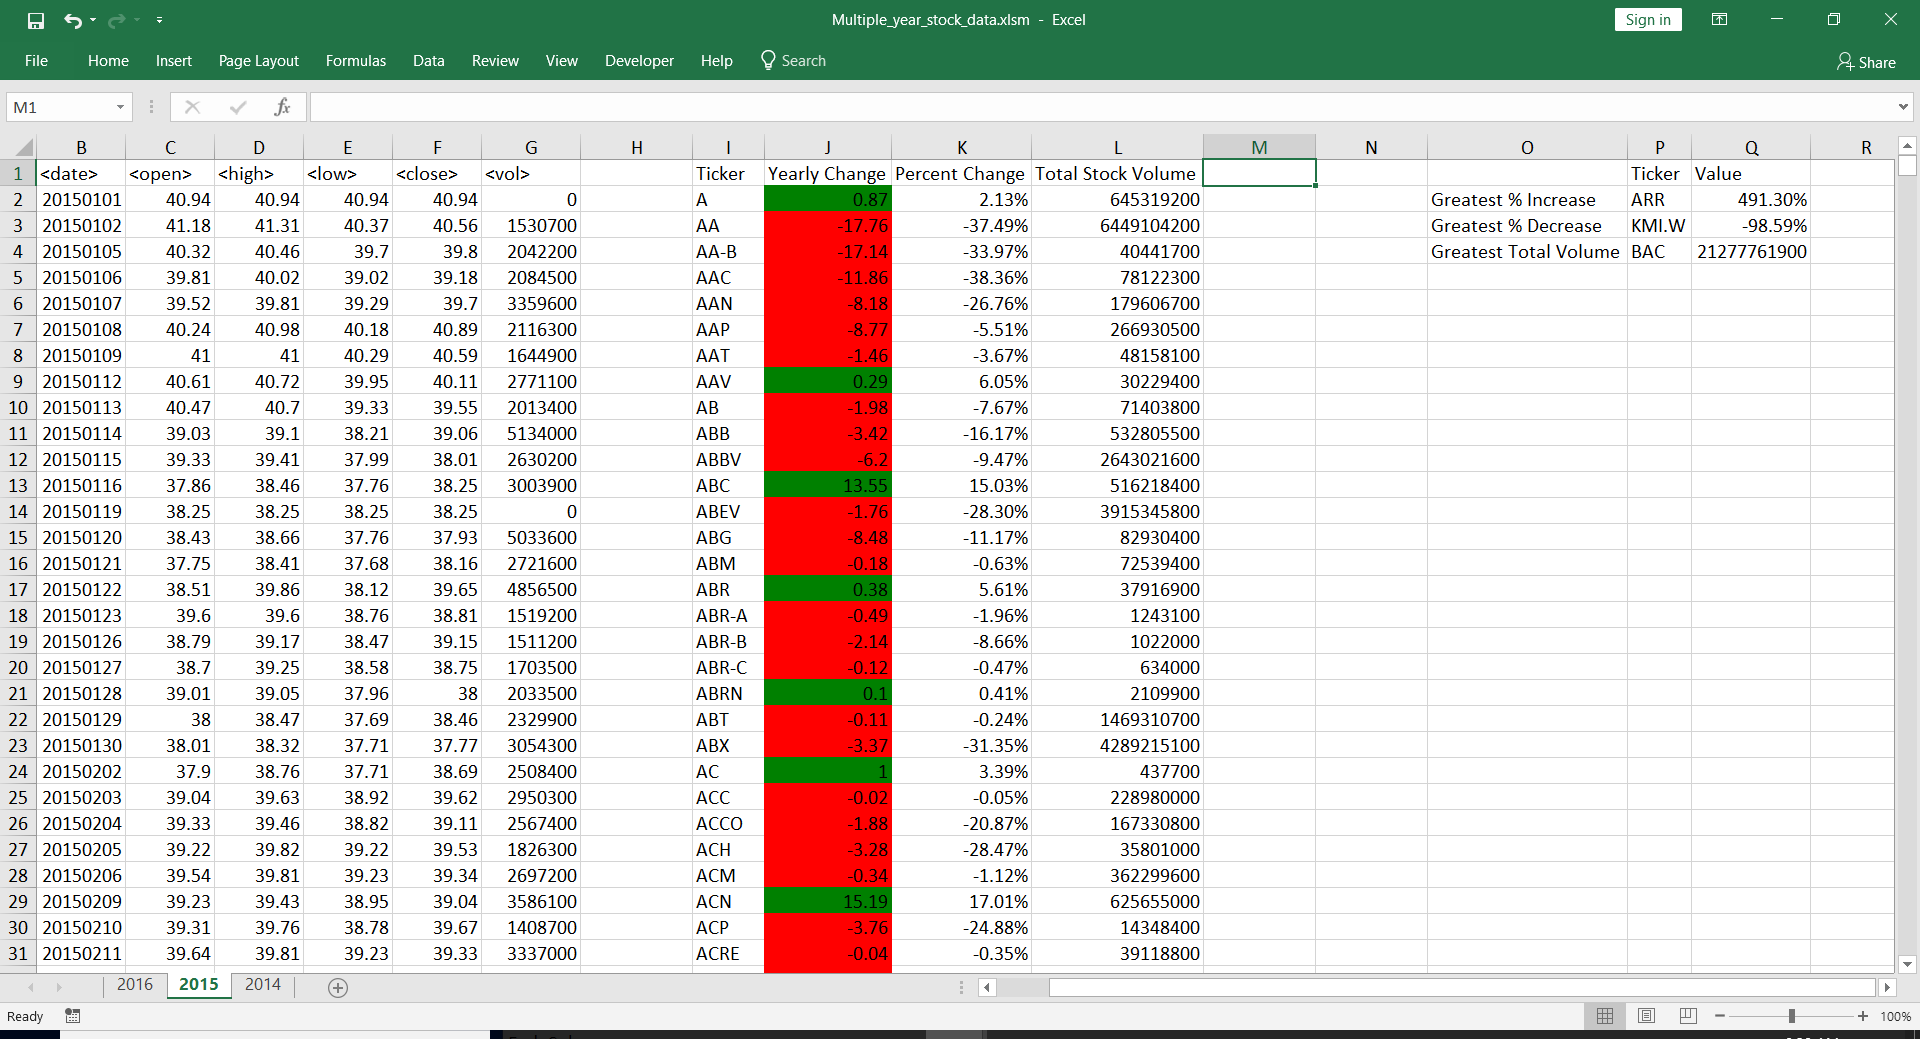 Multiple_year_stock_data.xlsm - Excel Sign in
File Home Insert Page Layout Formulas Data Review View Developer Help Search Share
M1 fx
B C D E F G H I J K L M N O P Q R
1 <date> <open> <high> <low> <close> <vol> Ticker Yearly Change Percent Change Total Stock Volume Ticker Value
2 20150101 40.94 40.94 40.94 40.94 0 A 0.87 2.13% 645319200 Greatest % Increase ARR 491.30%
3 20150102 41.18 41.31 40.37 40.56 1530700 AA -17.76 -37.49% 6449104200 Greatest % Decrease KMI.W -98.59%
4 20150105 40.32 40.46 39.7 39.8 2042200 AA-B -17.14 -33.97% 40441700 Greatest Total Volume BAC 21277761900
5 20150106 39.81 40.02 39.02 39.18 2084500 AAC -11.86 -38.36% 78122300
6 20150107 39.52 39.81 39.29 39.7 3359600 AAN -8.18 -26.76% 179606700
7 20150108 40.24 40.98 40.18 40.89 2116300 AAP -8.77 -5.51% 266930500
8 20150109 41 41 40.29 40.59 1644900 AAT -1.46 -3.67% 48158100
9 20150112 40.61 40.72 39.95 40.11 2771100 AAV 0.29 6.05% 30229400
10 20150113 40.47 40.7 39.33 39.55 2013400 AB -1.98 -7.67% 71403800
11 20150114 39.03 39.1 38.21 39.06 5134000 ABB -3.42 -16.17% 532805500
12 20150115 39.33 39.41 37.99 38.01 2630200 ABBV -6.2 -9.47% 2643021600
13 20150116 37.86 38.46 37.76 38.25 3003900 ABC 13.55 15.03% 516218400
14 20150119 38.25 38.25 38.25 38.25 0 ABEV -1.76 -28.30% 3915345800
15 20150120 38.43 38.66 37.76 37.93 5033600 ABG -8.48 -11.17% 82930400
16 20150121 37.75 38.41 37.68 38.16 2721600 ABM -0.18 -0.63% 72539400
17 20150122 38.51 39.86 38.12 39.65 4856500 ABR 0.38 5.61% 37916900
18 20150123 39.6 39.6 38.76 38.81 1519200 ABR-A -0.49 -1.96% 1243100
19 20150126 38.79 39.17 38.47 39.15 1511200 ABR-B -2.14 -8.66% 1022000
20 20150127 38.7 39.25 38.58 38.75 1703500 ABR-C -0.12 -0.47% 634000
21 20150128 39.01 39.05 37.96 38 2033500 ABRN 0.1 0.41% 2109900
22 20150129 38 38.47 37.69 38.46 2329900 ABT -0.11 -0.24% 1469310700
23 20150130 38.01 38.32 37.71 37.77 3054300 ABX -3.37 -31.35% 4289215100
24 20150202 37.9 38.76 37.71 38.69 2508400 AC 1 3.39% 437700
25 20150203 39.04 39.63 38.92 39.62 2950300 ACC -0.02 -0.05% 228980000
26 20150204 39.33 39.46 38.82 39.11 2567400 ACCO -1.88 -20.87% 167330800
27 20150205 39.22 39.82 39.22 39.53 1826300 ACH -3.28 -28.47% 35801000
28 20150206 39.54 39.81 39.23 39.34 2697200 ACM -0.34 -1.12% 362299600
29 20150209 39.23 39.43 38.95 39.04 3586100 ACN 15.19 17.01% 625655000
30 20150210 39.31 39.76 38.78 39.67 1408700 ACP -3.76 -24.88% 14348400
31 20150211 39.64 39.81 39.23 39.33 3337000 ACRE -0.04 -0.35% 39118800
2016 2015 2014
Ready 100%